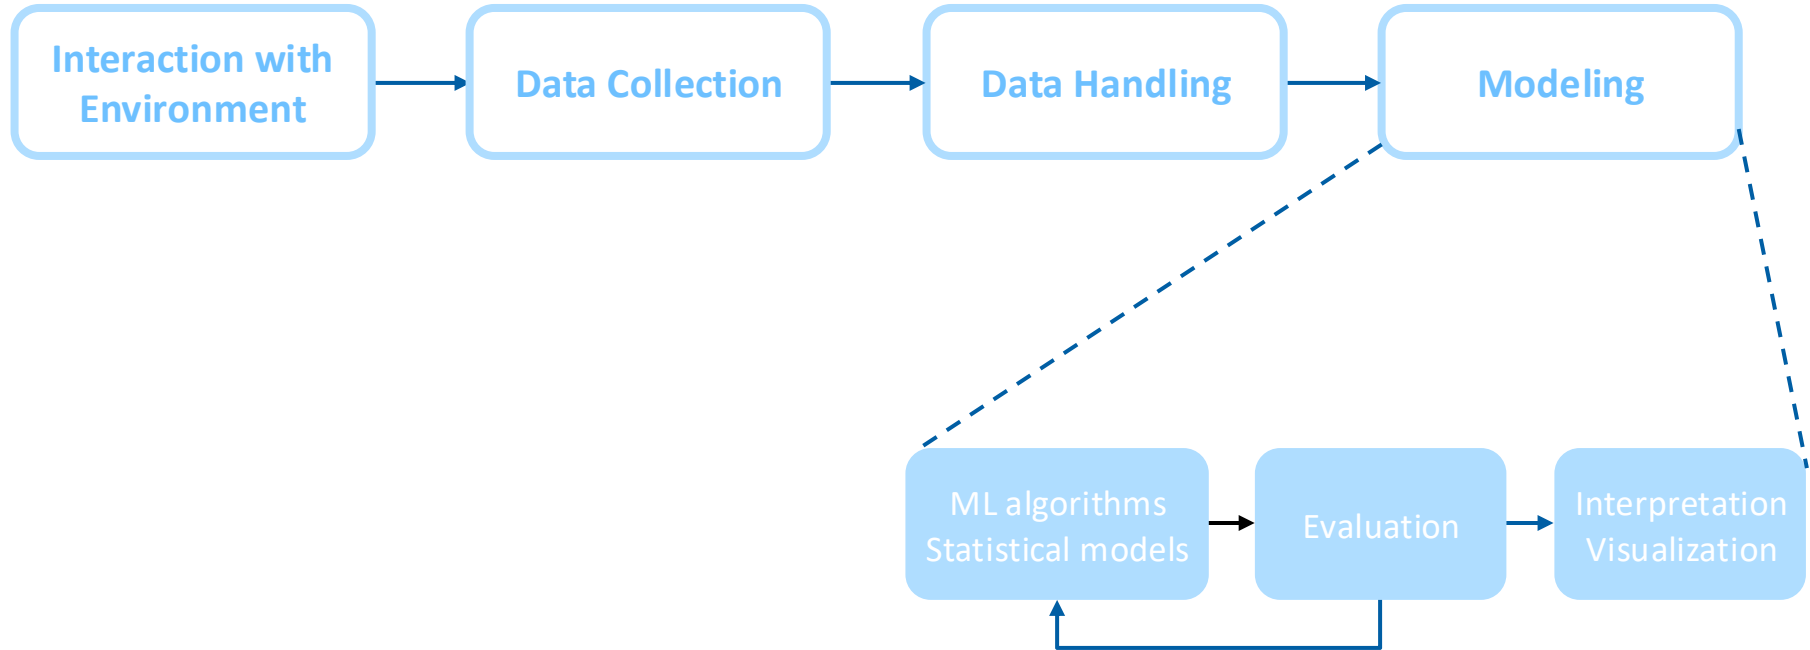 Interaction with
Environment
Data Collection
Data Handling
Modeling
ML algorithms
Statistical models
Evaluation
Interpretation
Visualization